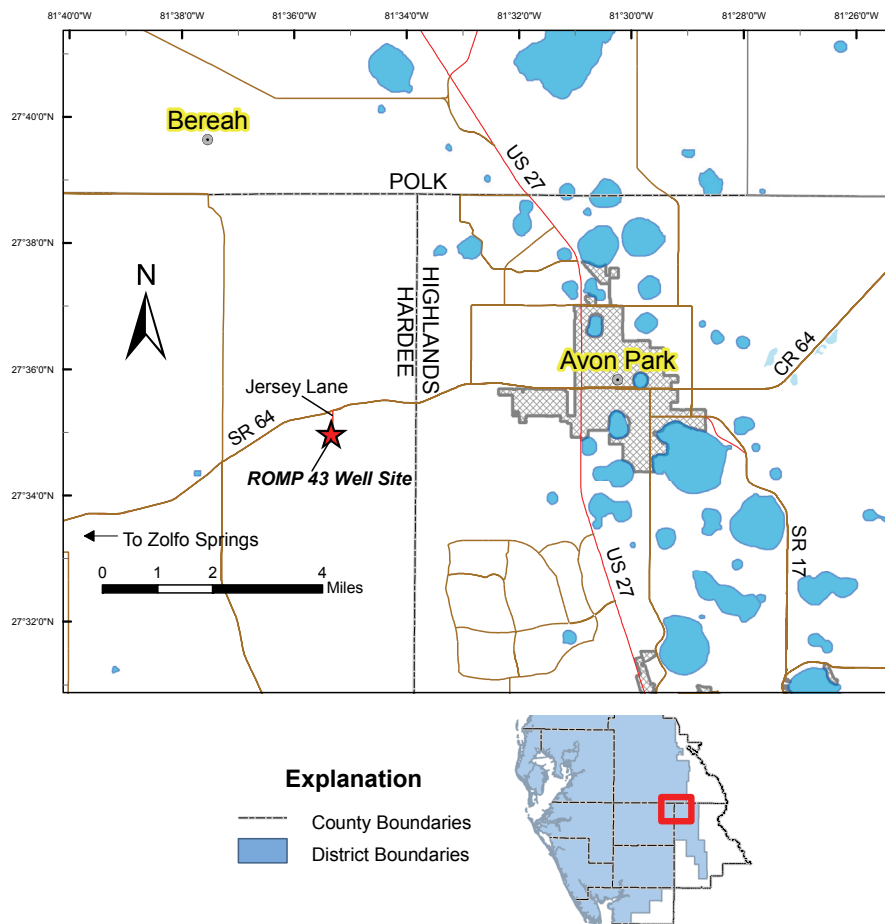 81°40'0"W 81°38'0"W 81°36'0"W 81°34'0"W 81°32'0"W 81°30'0"W 81°28'0"W 81°26'0"W
27°40'0"N
Bereah
US 27
POLK
27°38'0"N
N
HIGHLANDS
HARDEE
27°36'0"N
Avon Park
CR 64
Jersey Lane
SR 64
ROMP 43 Well Site
27°34'0"N
To Zolfo Springs
SR 17
US 27
0 1 2 4
Miles
27°32'0"N
Explanation
County Boundaries
District Boundaries